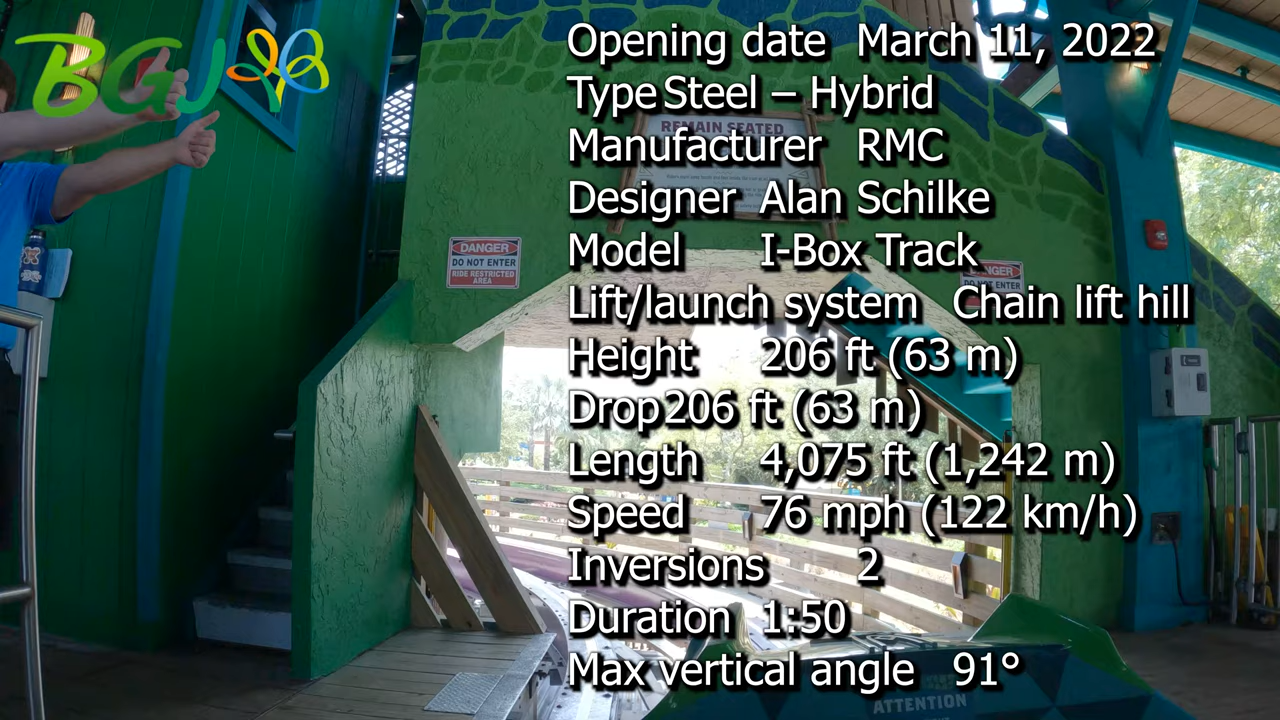 BGJ
Opening date March 11, 2022
Type Steel – Hybrid
REMAIN SEATED
Manufacturer RMC
Designer Alan Schilke
DANGER
DO NOT ENTER
RIDE RESTRICTED
AREA
Model I-Box Track
DANGER
DO NOT ENTER
Lift/launch system Chain lift hill
Height 206 ft (63 m)
Drop 206 ft (63 m)
Length 4,075 ft (1,242 m)
Speed 76 mph (122 km/h)
Inversions 2
Duration 1:50
Max vertical angle 91°
ATTENTION